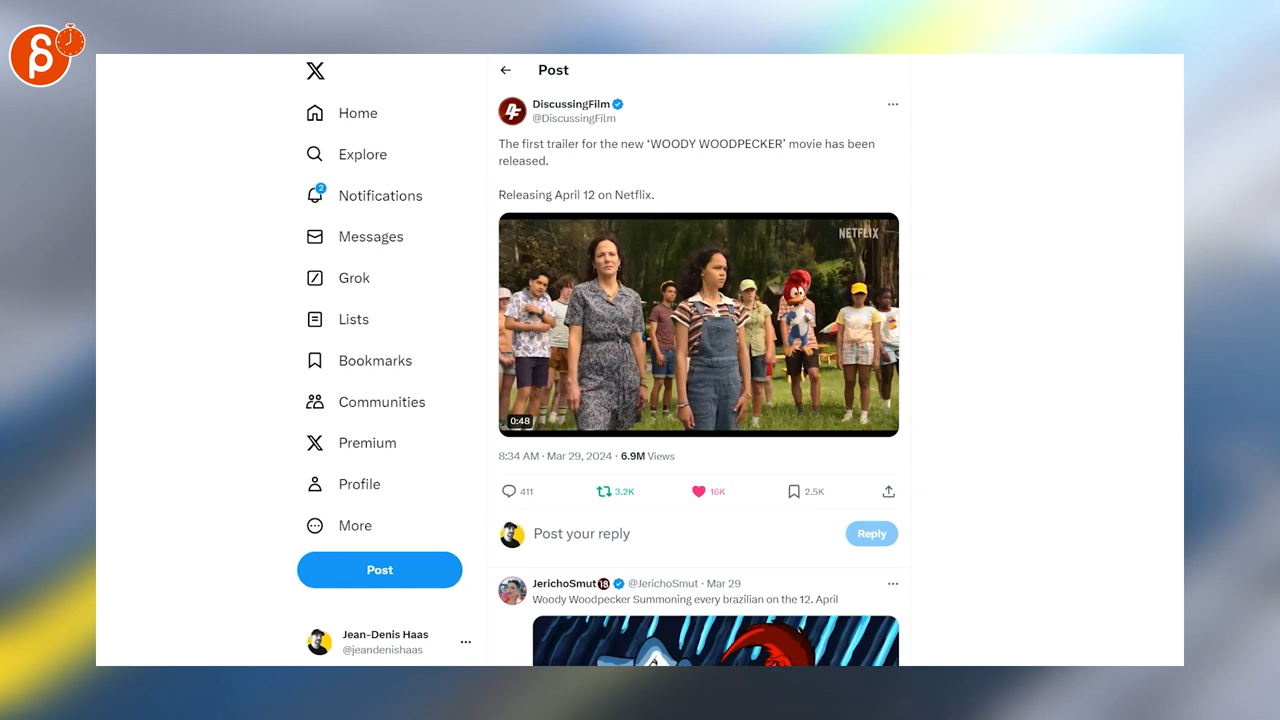 Post
Home
Explore
2
Notifications
Messages
Grok
Lists
Bookmarks
Communities
Premium
Profile
More
Post
Jean-Denis Haas
@jeandenishaas
DiscussingFilm
@DiscussingFilm
The first trailer for the new ‘WOODY WOODPECKER’ movie has been
released.
Releasing April 12 on Netflix.
NETFLIX
0:48
8:34 AM · Mar 29, 2024 · 6.9M Views
411 3.2K 16K 2.5K
Post your reply
Reply
JerichoSmut🔞 @JerichoSmut · Mar 29
Woody Woodpecker Summoning every brazilian on the 12. April